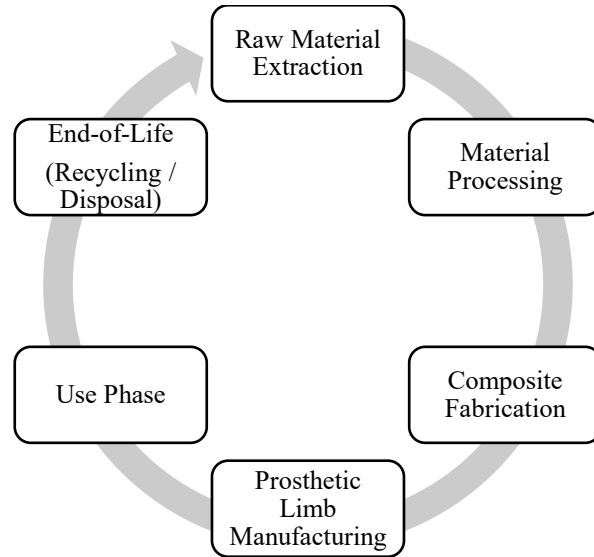 Raw Material
Extraction
Material
Processing
Composite
Fabrication
Prosthetic
Limb
Manufacturing
Use Phase
End-of-Life
(Recycling /
Disposal)